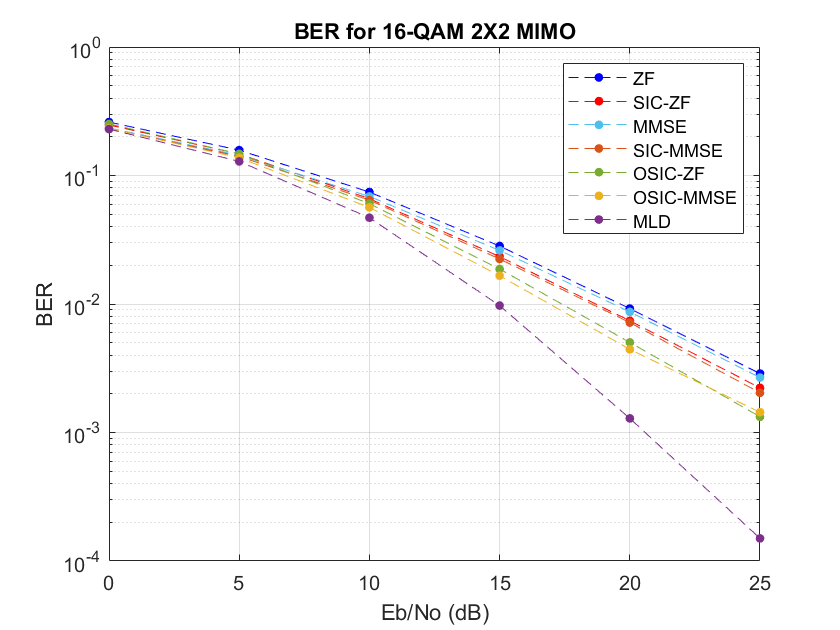 BER for 16-QAM 2X2 MIMO
10^0
10^-1
10^-2
10^-3
10^-4
BER
ZF
SIC-ZF
MMSE
SIC-MMSE
OSIC-ZF
OSIC-MMSE
MLD
0 5 10 15 20 25
Eb/No (dB)